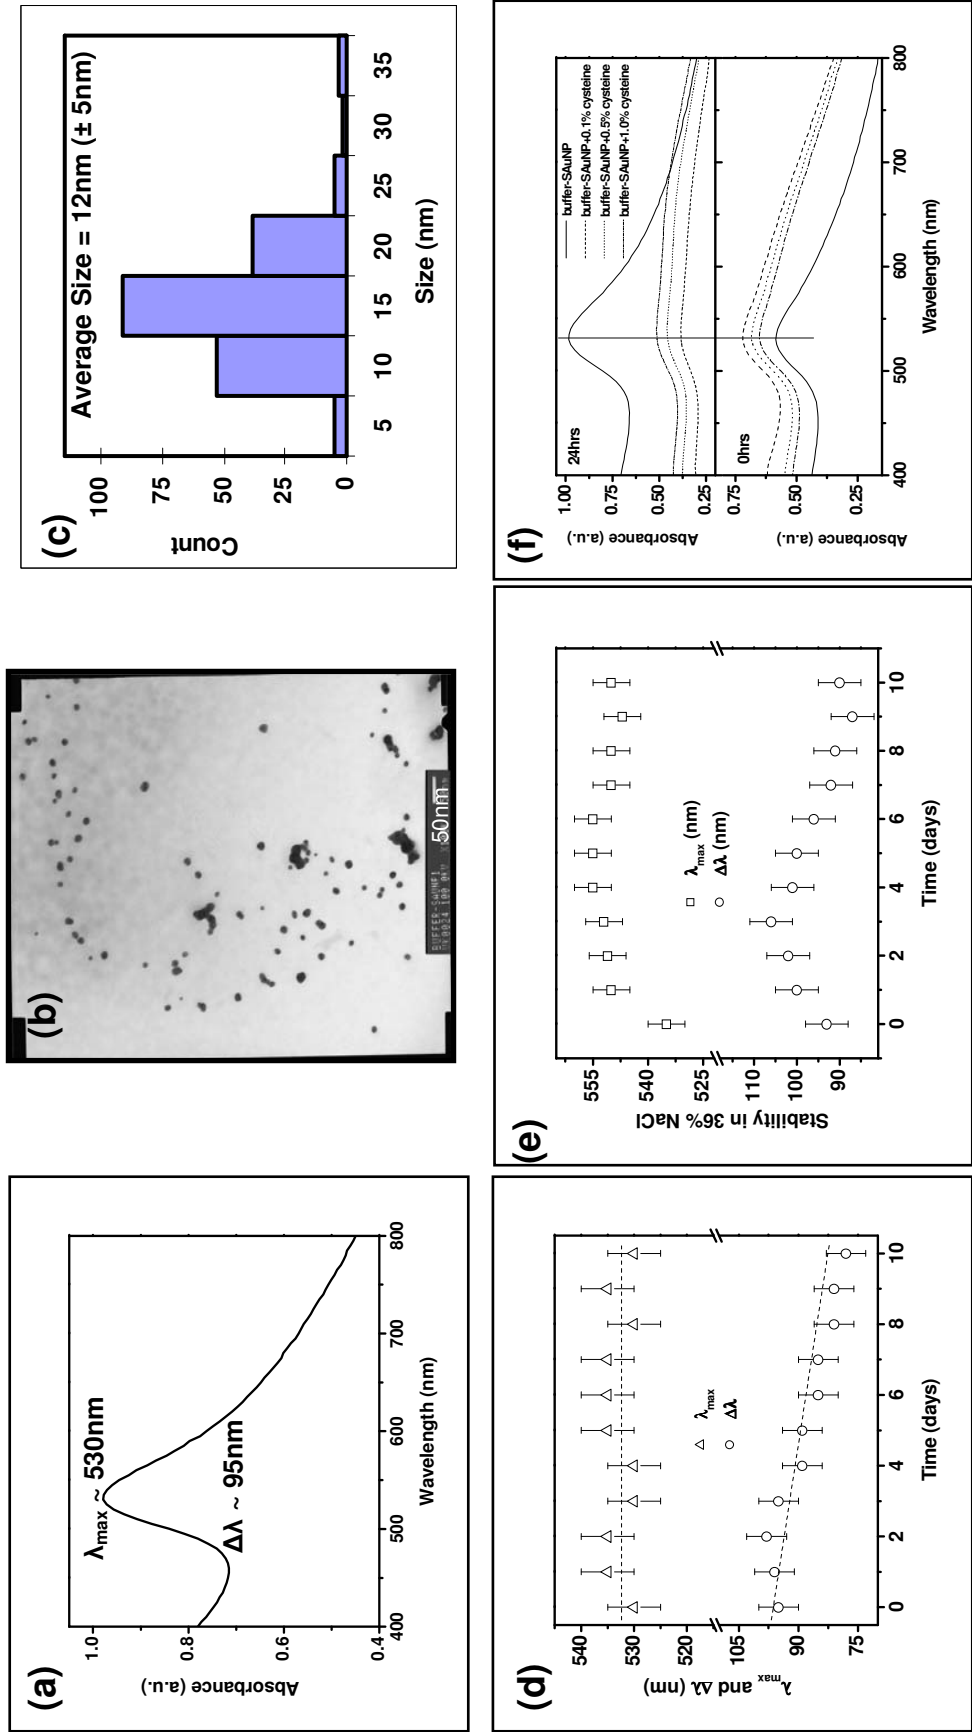 (a)
λmax ~ 530nm
Δλ ~ 95nm
1.0
0.8
0.6
0.4
400 500 600 700 800
Absorbance (a.u.)
Wavelength (nm)
(b)
BUFFER-SAUNP1
50nm
(c)
Average Size = 12nm (± 5nm)
100
75
50
25
0
5 10 15 20 25 30 35
Count
Size (nm)
(d)
540
530
520
105
90
75
λmax
Δλ
0 2 4 6 8 10
λmax and Δλ (nm)
Time (days)
(e)
555
540
525
110
100
90
λmax (nm)
Δλ (nm)
0 2 4 6 8 10
Stability in 36% NaCl
Time (days)
(f)
24hrs
buffer-SAuNP
buffer-SAuNP+0.1% cysteine
buffer-SAuNP+0.5% cysteine
buffer-SAuNP+1.0% cysteine
1.00
0.75
0.50
0.25
Absorbance (a.u.)
0hrs
0.75
0.50
0.25
Absorbance (a.u.)
400 500 600 700 800
Wavelength (nm)